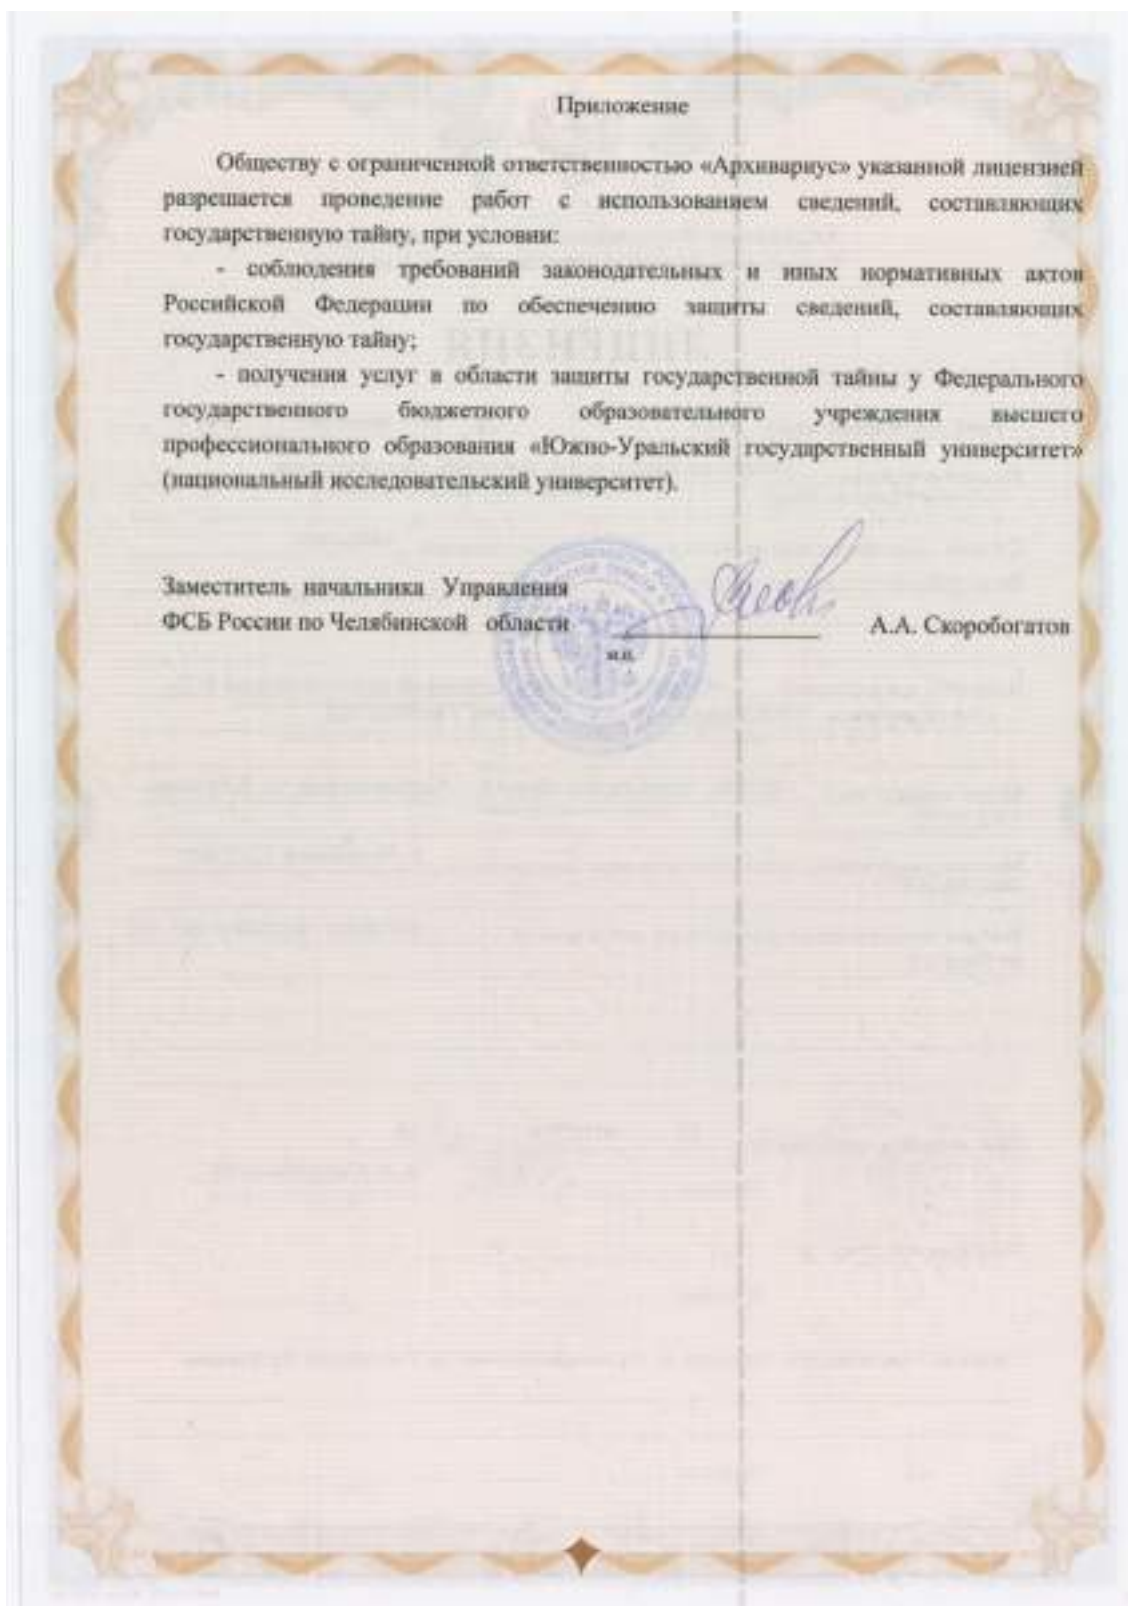 Приложение
Обществу с ограниченной ответственностью «Архивариус» указанной лицензией
разрешается проведение работ с использованием сведений, составляющих
государственную тайну, при условии:
- соблюдения требований законодательных и иных нормативных актов
Российской Федерации по обеспечению защиты сведений, составляющих
государственную тайну;
- получения услуг в области защиты государственной тайны у Федерального
государственного бюджетного образовательного учреждения высшего
профессионального образования «Южно-Уральский государственный университет»
(национальный исследовательский университет).
Заместитель начальника Управления
ФСБ России по Челябинской области
А.А. Скоробогатов
м.п.